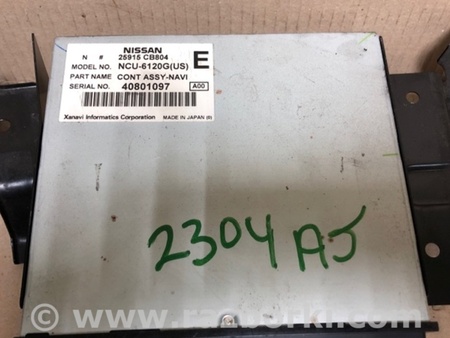 NISSAN
N # 25915 CB804 E
MODEL NO. NCU-6120G(US)
PART NAME CONT ASSY-NAVI
SERIAL NO. 40801097 A00
Xanavi Informatics Corporation MADE IN JAPAN (6)
2304 AJ
© www.razborki.com